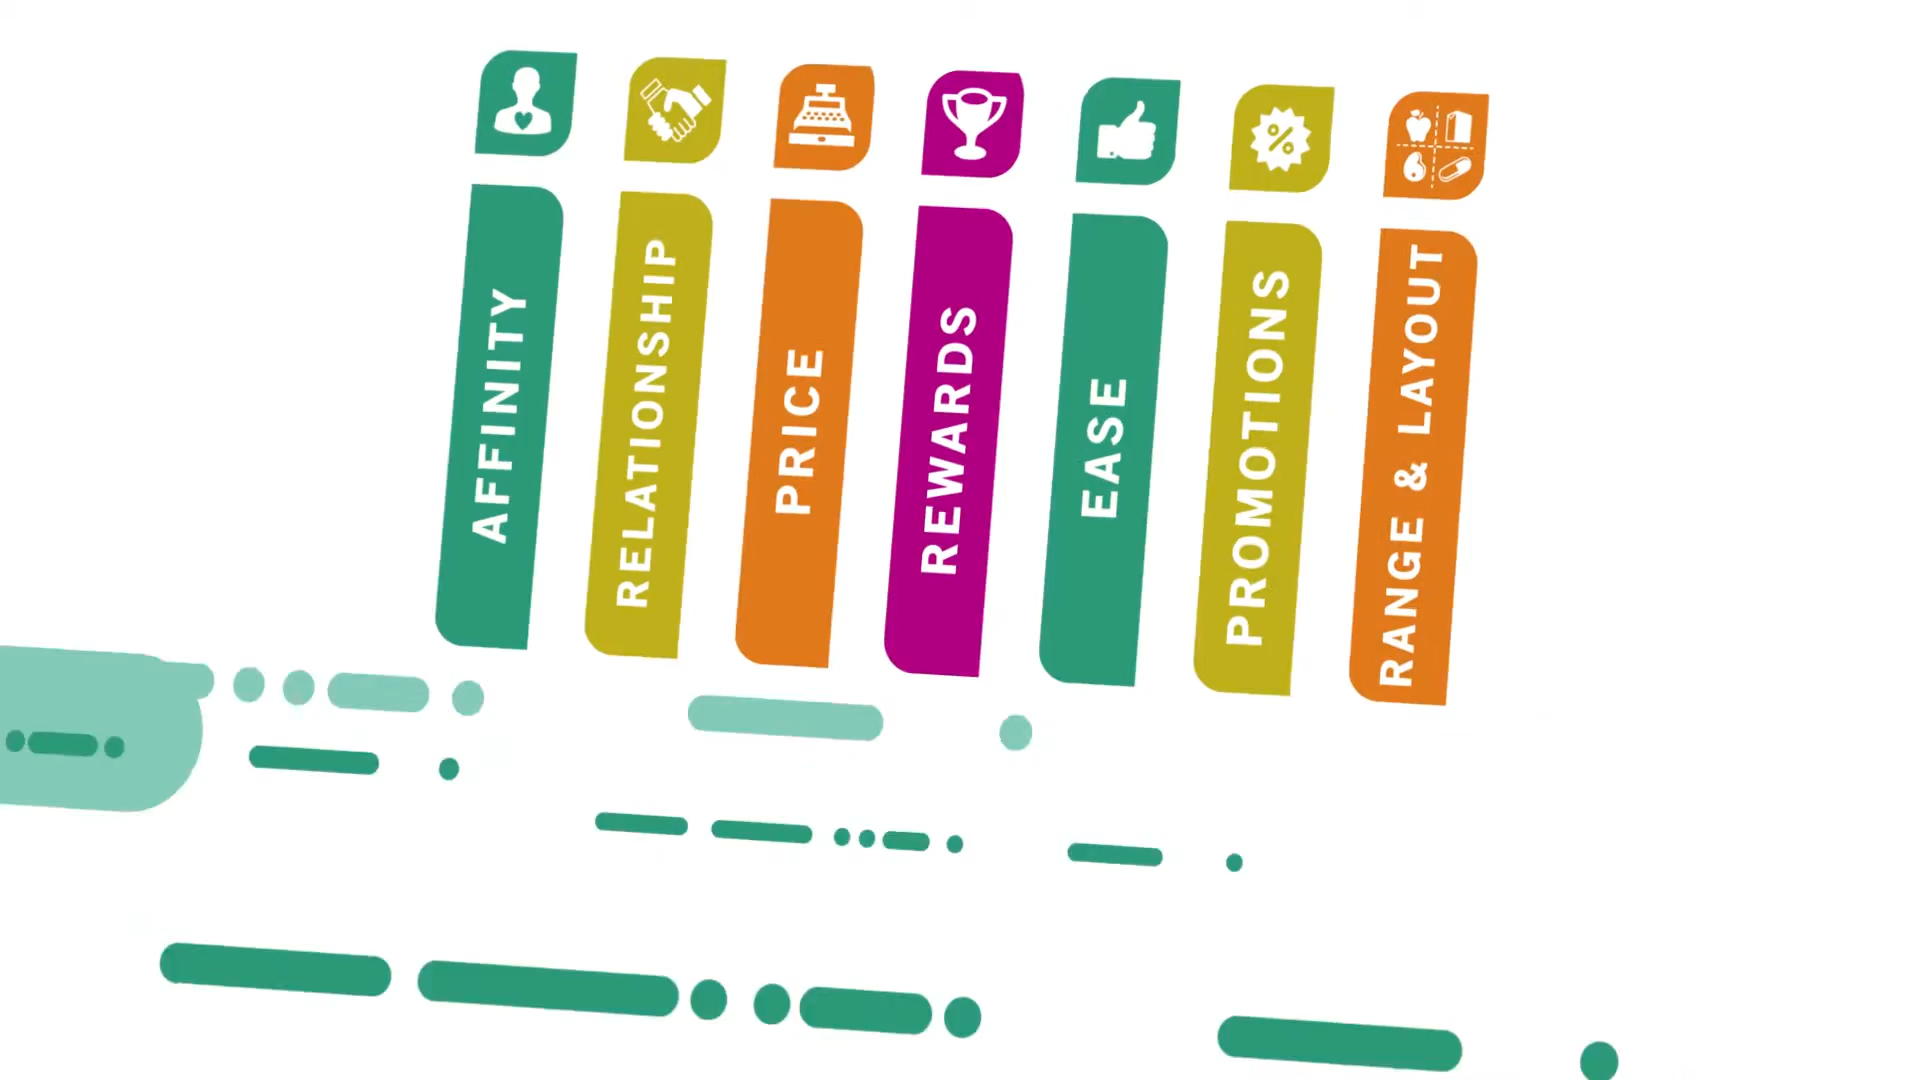 AFFINITY
RELATIONSHIP
PRICE
REWARDS
EASE
PROMOTIONS
RANGE & LAYOUT